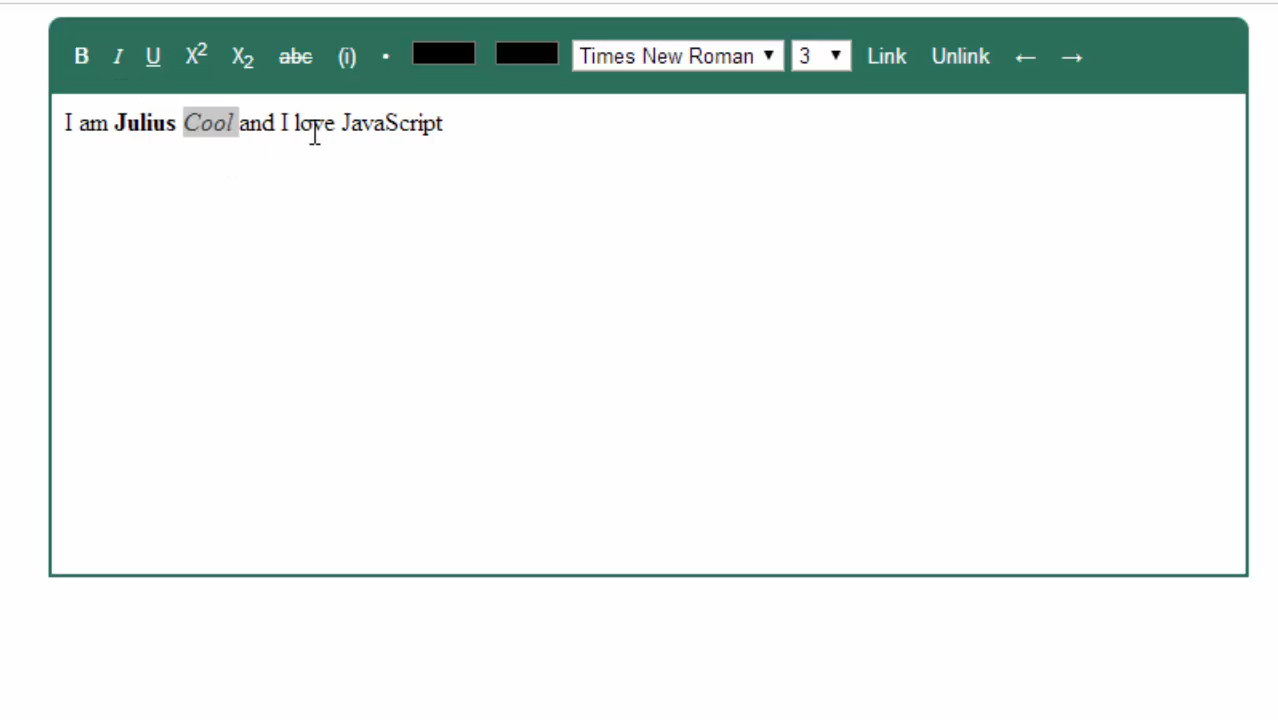 B I U X² X₂ abc (i) • Times New Roman ▼ 3 ▼ Link Unlink ← →
I am Julius Cool and I love JavaScript